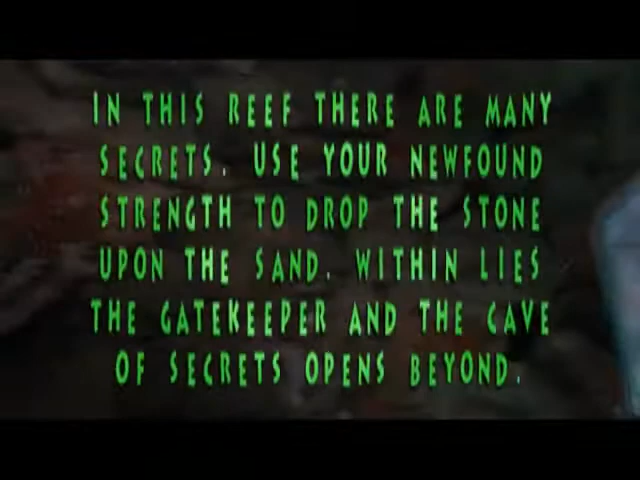 IN THIS REEF THERE ARE MANY
SECRETS. USE YOUR NEWFOUND
STRENGTH TO DROP THE STONE
UPON THE SAND. WITHIN LIES
THE GATEKEEPER AND THE CAVE
OF SECRETS OPENS BEYOND.